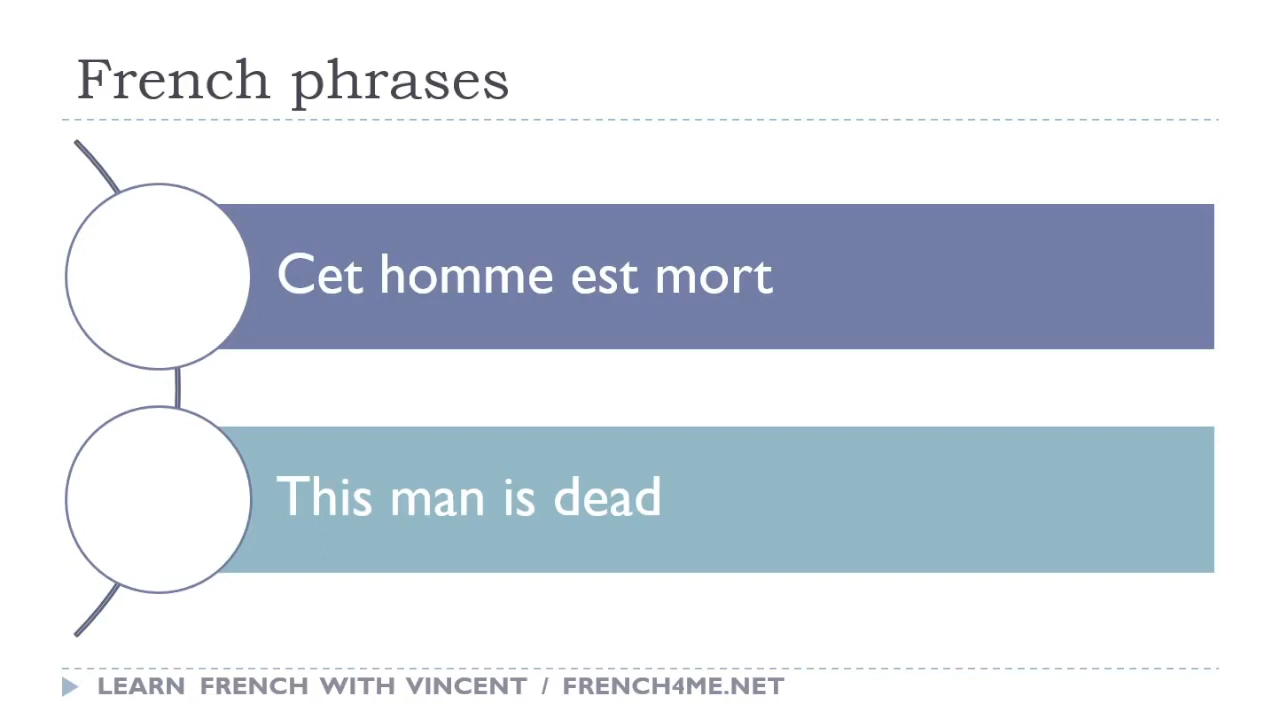 French phrases
Cet homme est mort
This man is dead
LEARN FRENCH WITH VINCENT / FRENCH4ME.NET